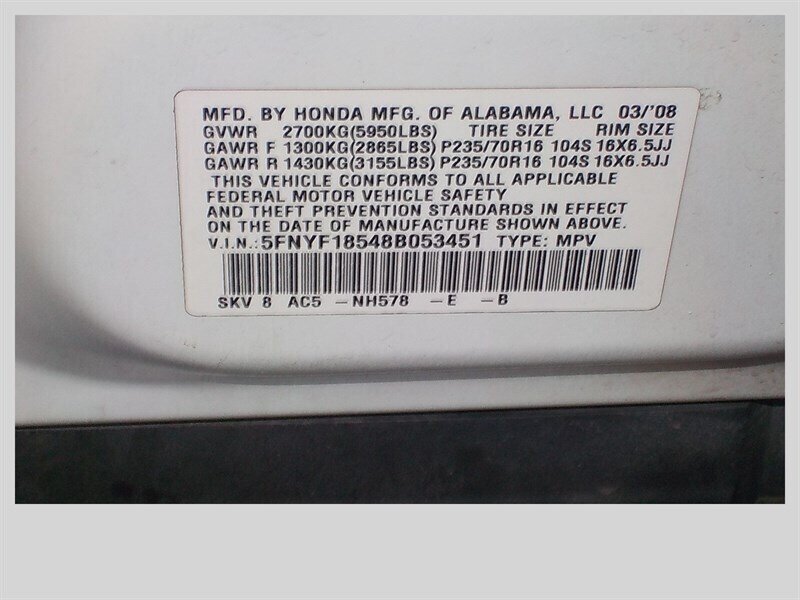 MFD. BY HONDA MFG. OF ALABAMA, LLC 03/'08
GVWR 2700KG(5950LBS) TIRE SIZE RIM SIZE
GAWR F 1300KG(2865LBS) P235/70R16 104S 16X6.5JJ
GAWR R 1430KG(3155LBS) P235/70R16 104S 16X6.5JJ
THIS VEHICLE CONFORMS TO ALL APPLICABLE
FEDERAL MOTOR VEHICLE SAFETY
AND THEFT PREVENTION STANDARDS IN EFFECT
ON THE DATE OF MANUFACTURE SHOWN ABOVE.
V.I.N.: 5FNYF18548B053451 TYPE: MPV
SKV 8 AC5 -NH578 -E -B